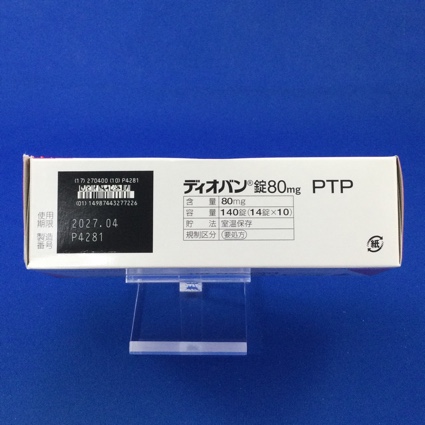 (17) 270400 (10) P4281
(01) 14987443277226
使用
期限 2027.04
製造
番号 P4281
ディオバン®錠80mg PTP
含量 80mg
容量 140錠(14錠×10)
貯法 室温保存
規制区分 要処方
紙